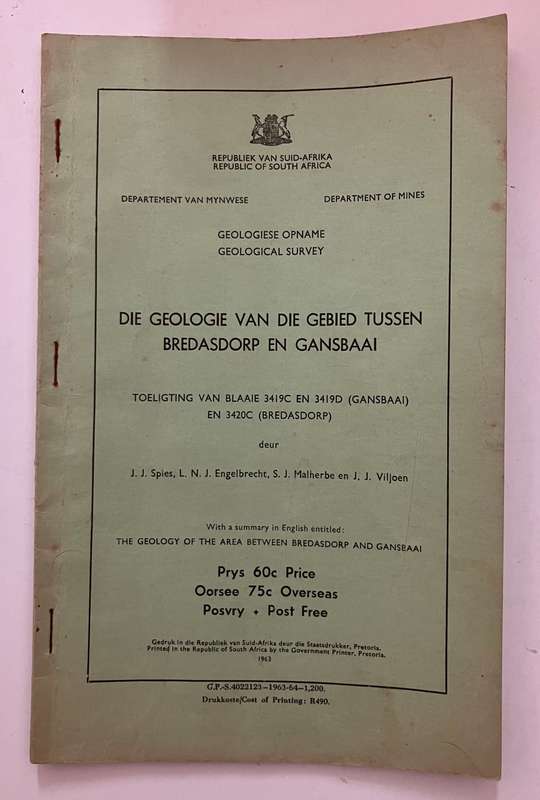 REPUBLIEK VAN SUID-AFRIKA
REPUBLIC OF SOUTH AFRICA
DEPARTEMENT VAN MYNWESE DEPARTMENT OF MINES
GEOLOGIESE OPNAME
GEOLOGICAL SURVEY
DIE GEOLOGIE VAN DIE GEBIED TUSSEN
BREDASDORP EN GANSBAAI
TOELIGTING VAN BLAAIE 3419C EN 3419D (GANSBAAI)
EN 3420C (BREDASDORP)
deur
J. J. Spies, L. N. J. Engelbrecht, S. J. Malherbe en J. J. Viljoen
With a summary in English entitled:
THE GEOLOGY OF THE AREA BETWEEN BREDASDORP AND GANSBAAI
Prys 60c Price
Oorsee 75c Overseas
Posvry + Post Free
Gedruk in die Republiek van Suid-Afrika deur die Staatsdrukker, Pretoria.
Printed in the Republic of South Africa by the Government Printer, Pretoria.
1963
G.P.-S.4022123—1963-64—1,200.
Drukkoste/Cost of Printing: R490.